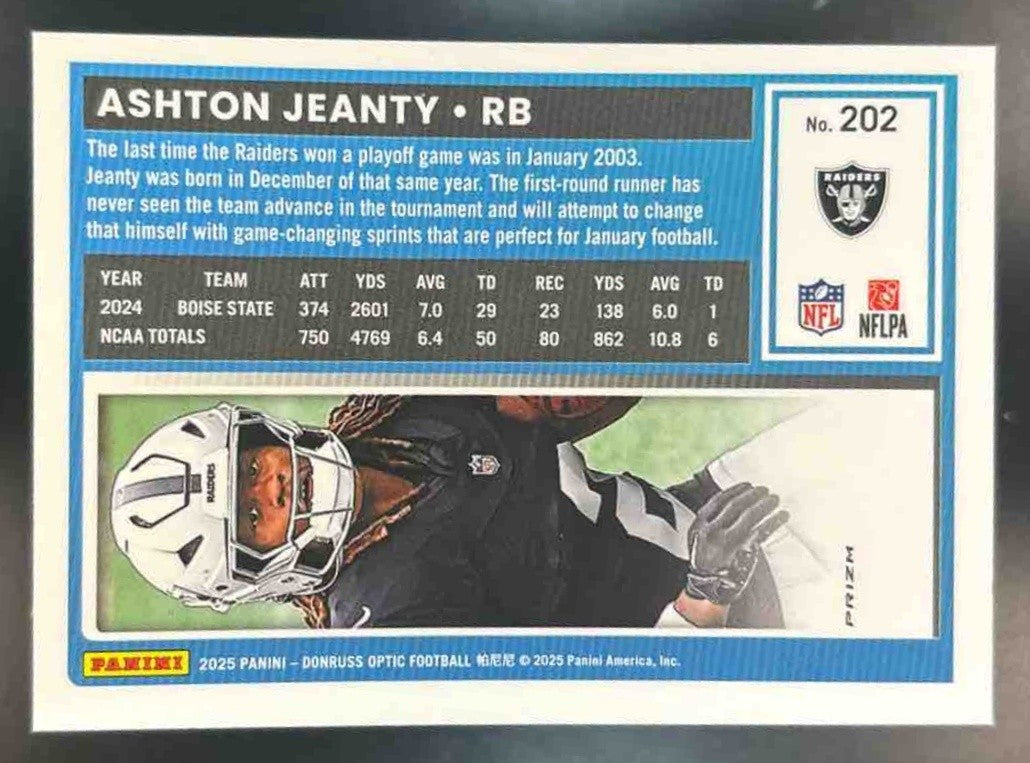 ASHTON JEANTY • RB
The last time the Raiders won a playoff game was in January 2003.
Jeanty was born in December of that same year. The first-round runner has
never seen the team advance in the tournament and will attempt to change
that himself with game-changing sprints that are perfect for January football.
No. 202
RAIDERS
NFL
NFLPA
YEAR TEAM ATT YDS AVG TD REC YDS AVG TD
2024 BOISE STATE 374 2601 7.0 29 23 138 6.0 1
NCAA TOTALS 750 4769 6.4 50 80 862 10.8 6
RAIDERS
NFL
PRIZM
PANINI
2025 PANINI – DONRUSS OPTIC FOOTBALL 帕尼尼 © 2025 Panini America, Inc.